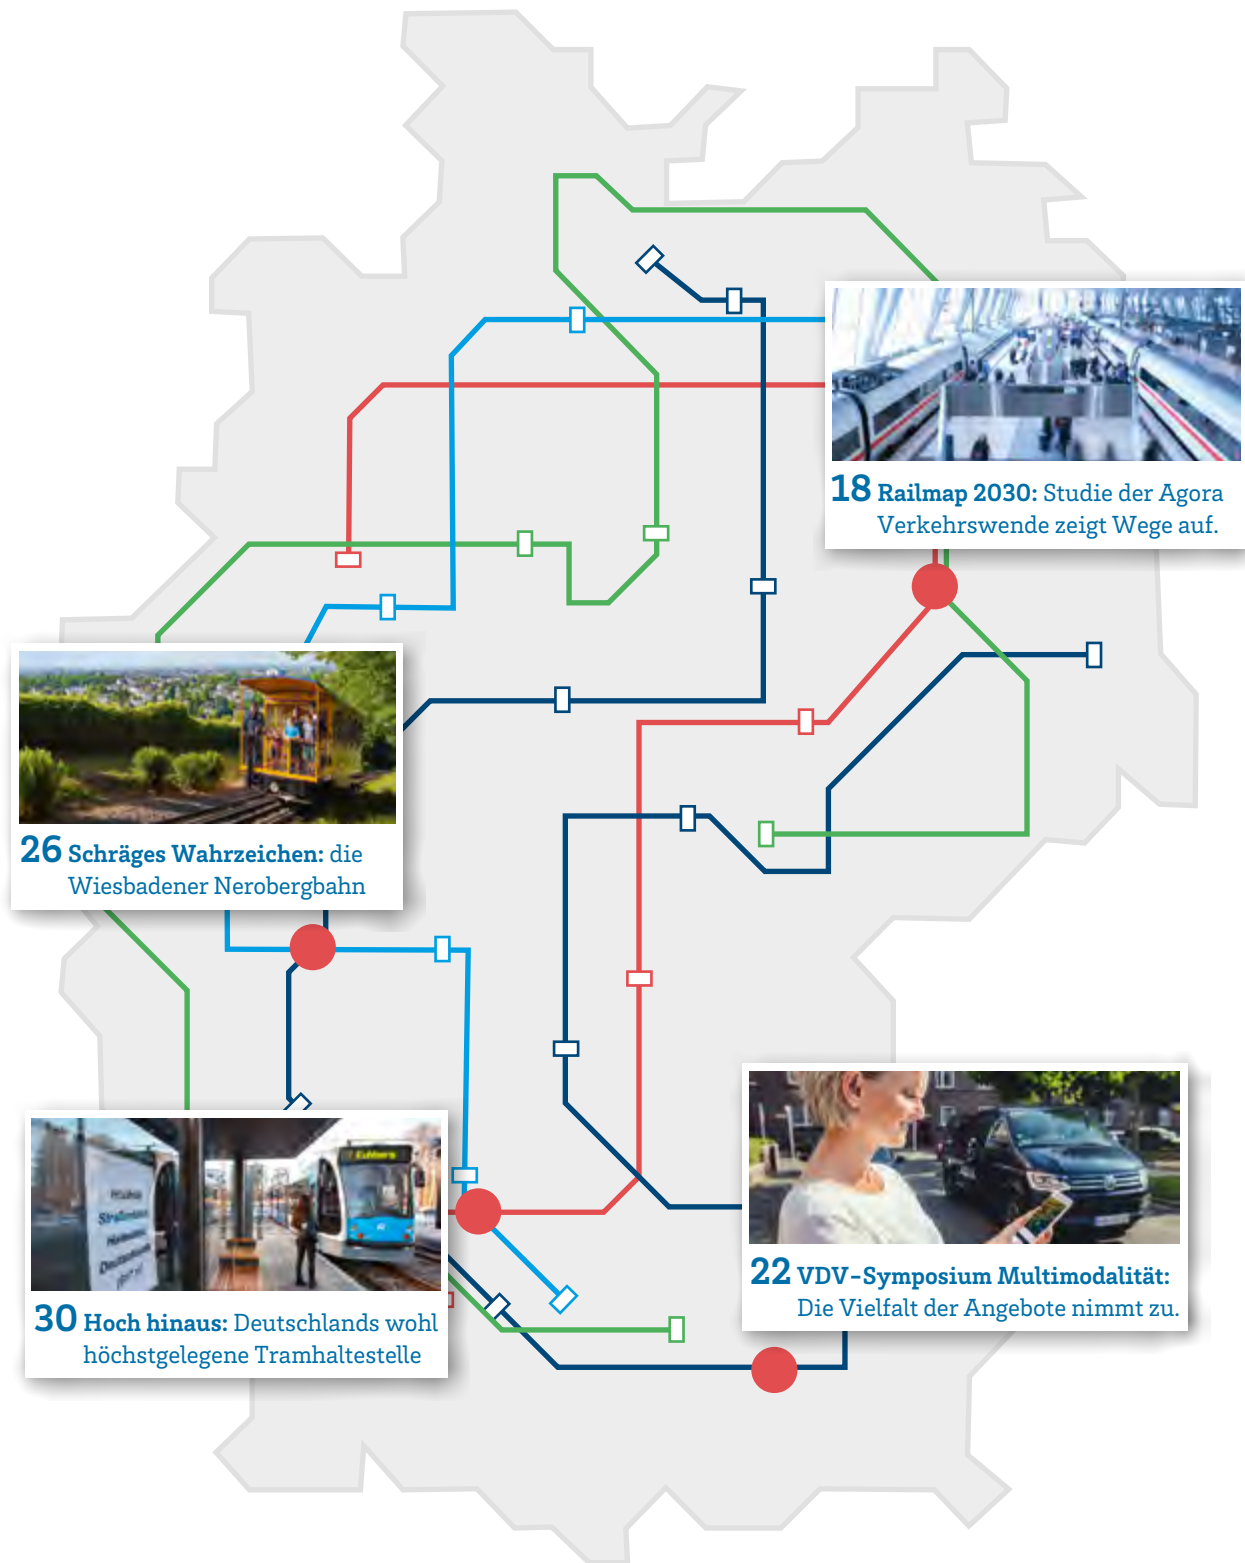 18 Railmap 2030: Studie der Agora
Verkehrswende zeigt Wege auf.
26 Schräges Wahrzeichen: die
Wiesbadener Nerobergbahn
22 VDV-Symposium Multimodalität:
Die Vielfalt der Angebote nimmt zu.
30 Hoch hinaus: Deutschlands wohl
höchstgelegene Tramhaltestelle